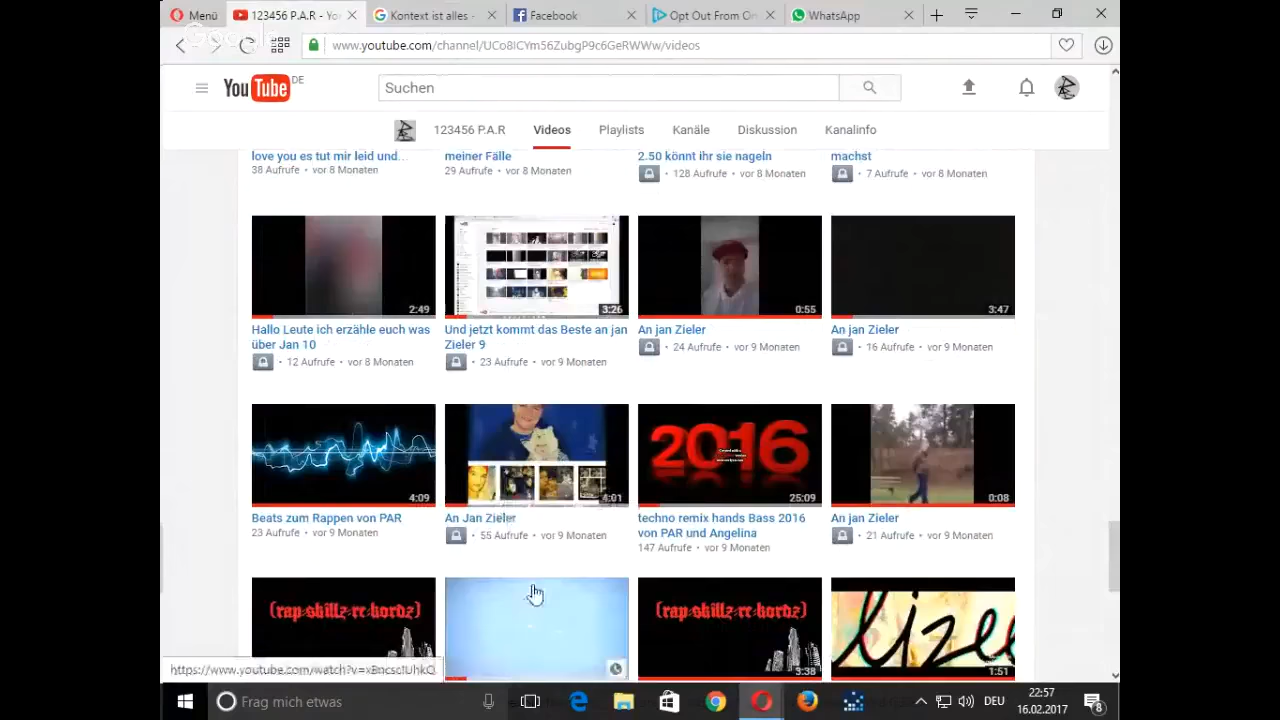 Menü
123456 P.A.R - Yo
Kontext ist alles -
Facebook
Opt Out From On
WhatsApp
www.youtube.com/channel/UCo8ICYm56ZubgP9c6GeRWWw/videos
You Tube DE
Suchen
123456 P.A.R
Videos
Playlists
Kanäle
Diskussion
Kanalinfo
love you es tut mir leid und...
38 Aufrufe • vor 8 Monaten
meiner Fälle
29 Aufrufe • vor 8 Monaten
2.50 könnt ihr sie nageln
• 128 Aufrufe • vor 8 Monaten
machst
• 7 Aufrufe • vor 8 Monaten
2:49
3:26
0:55
3:47
Hallo Leute ich erzähle euch was
über Jan 10
• 12 Aufrufe • vor 8 Monaten
Und jetzt kommt das Beste an jan
Zieler 9
• 23 Aufrufe • vor 9 Monaten
An jan Zieler
• 24 Aufrufe • vor 9 Monaten
An jan Zieler
• 16 Aufrufe • vor 9 Monaten
2016
4:09
4:01
25:09
0:08
Beats zum Rappen von PAR
23 Aufrufe • vor 9 Monaten
An Jan Zieler
• 55 Aufrufe • vor 9 Monaten
techno remix hands Bass 2016
von PAR und Angelina
147 Aufrufe • vor 9 Monaten
An jan Zieler
• 21 Aufrufe • vor 9 Monaten
(rap-skillz-re-kordz)
(rap-skillz-re-kordz)
3:38
lizee
1:51
https://www.youtube.com/watch?v=xBncsclUhkQ
Frag mich etwas
DEU
22:57
16.02.2017
8